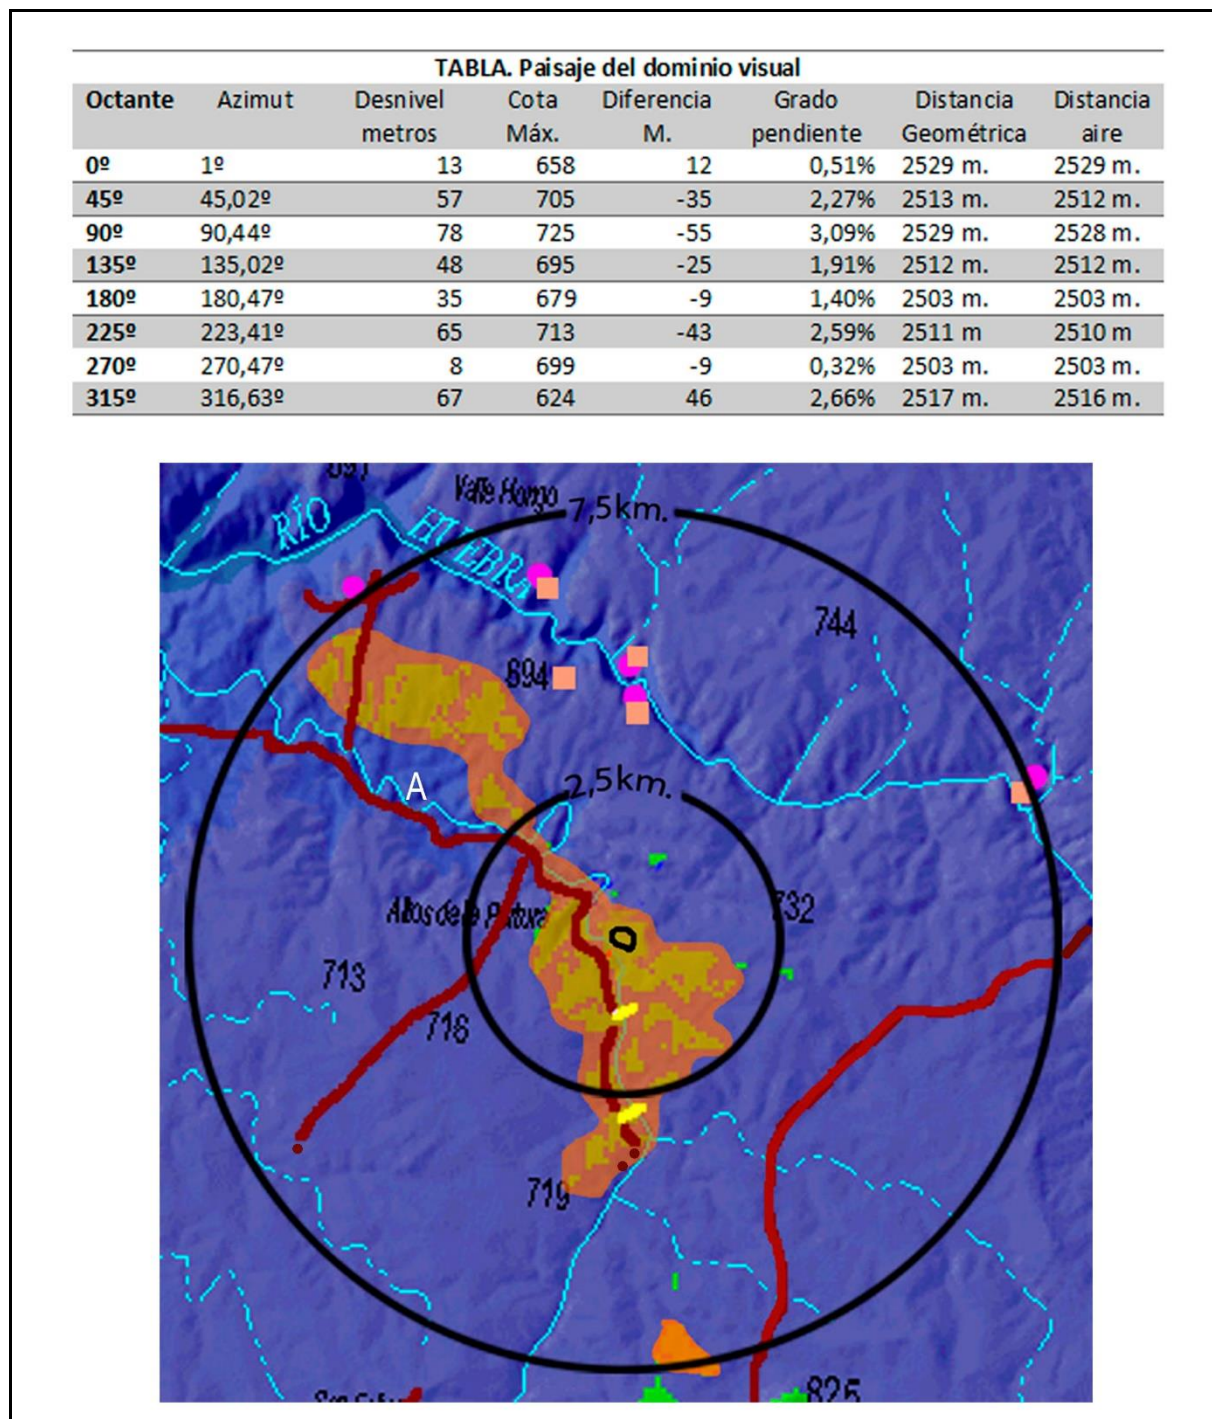 TABLA. Paisaje del dominio visual
Octante Azimut Desnivel Cota Diferencia Grado Distancia Distancia
metros Máx. M. pendiente Geométrica aire
0º 1º 13 658 12 0,51% 2529 m. 2529 m.
45º 45,02º 57 705 -35 2,27% 2513 m. 2512 m.
90º 90,44º 78 725 -55 3,09% 2529 m. 2528 m.
135º 135,02º 48 695 -25 1,91% 2512 m. 2512 m.
180º 180,47º 35 679 -9 1,40% 2503 m. 2503 m.
225º 223,41º 65 713 -43 2,59% 2511 m 2510 m
270º 270,47º 8 699 -9 0,32% 2503 m. 2503 m.
315º 316,63º 67 624 46 2,66% 2517 m. 2516 m.
Valle Hongo
7,5km.
RÍO HUEBRA
744
694
2,5km.
A
Altos de la
732
713
716
719
826